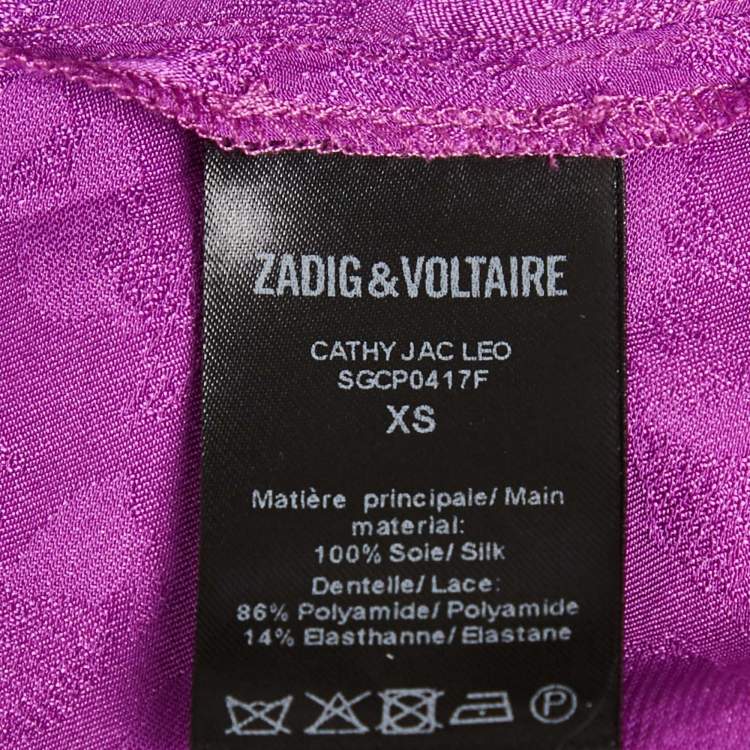 ZADIG & VOLTAIRE
CATHY JAC LEO
SGCP0417F
XS
Matière principale/ Main
material:
100% Soie/ Silk
Dentelle/ Lace:
86% Polyamide/ Polyamide
14% Elasthanne/ Elastane
P